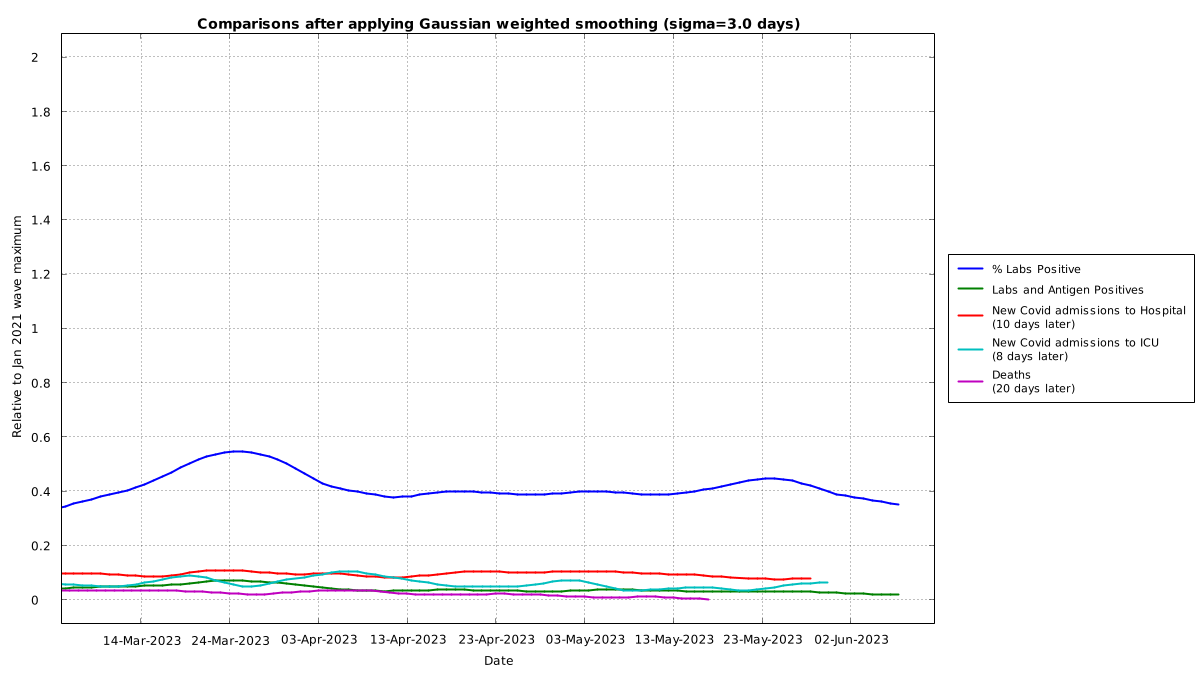 Comparisons after applying Gaussian weighted smoothing (sigma=3.0 days)
Relative to Jan 2021 wave maximum
2
1.8
1.6
1.4
1.2
1
0.8
0.6
0.4
0.2
0
14-Mar-2023 24-Mar-2023 03-Apr-2023 13-Apr-2023 23-Apr-2023 03-May-2023 13-May-2023 23-May-2023 02-Jun-2023
Date
% Labs Positive
Labs and Antigen Positives
New Covid admissions to Hospital
(10 days later)
New Covid admissions to ICU
(8 days later)
Deaths
(20 days later)